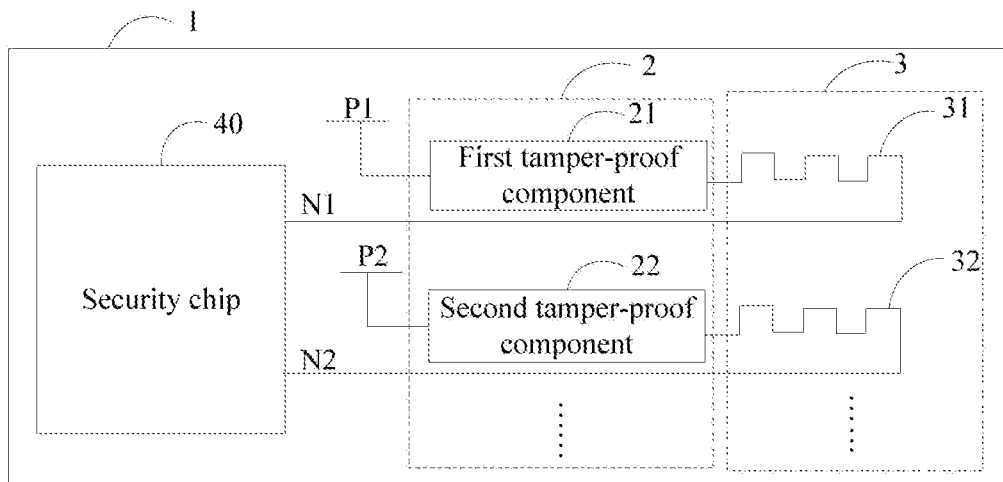 1
2
3
P1
21
31
40
First tamper-proof
component
N1
P2
22
32
Security chip
Second tamper-proof
component
N2